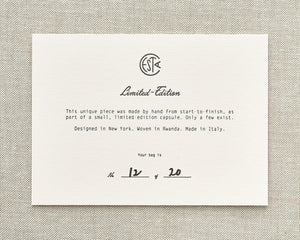 CESTA
Limited-Edition
This unique piece was made by hand from start-to-finish, as
part of a small, limited edition capsule. Only a few exist.
Designed in New York. Woven in Rwanda. Made in Italy.
Your bag is
№ 12 of 20